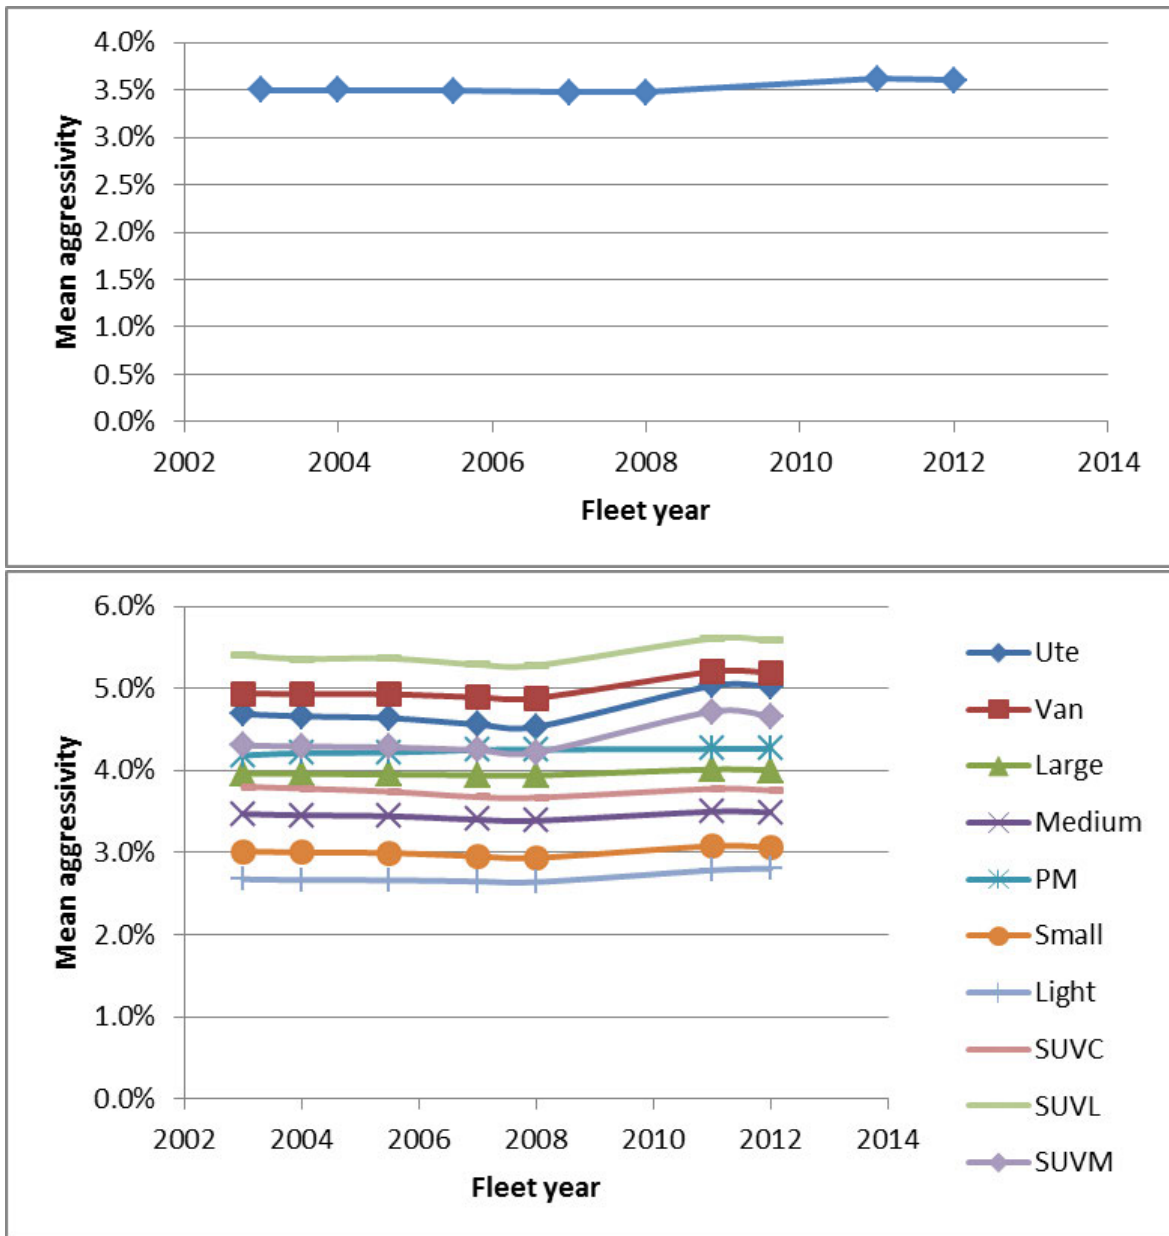 4.0%
3.5%
3.0%
2.5%
2.0%
1.5%
1.0%
0.5%
0.0%
Mean aggressivity
2002 2004 2006 2008 2010 2012 2014
Fleet year
6.0%
5.0%
4.0%
3.0%
2.0%
1.0%
0.0%
Mean aggressivity
2002 2004 2006 2008 2010 2012 2014
Fleet year
Ute
Van
Large
Medium
PM
Small
Light
SUVC
SUVL
SUVM